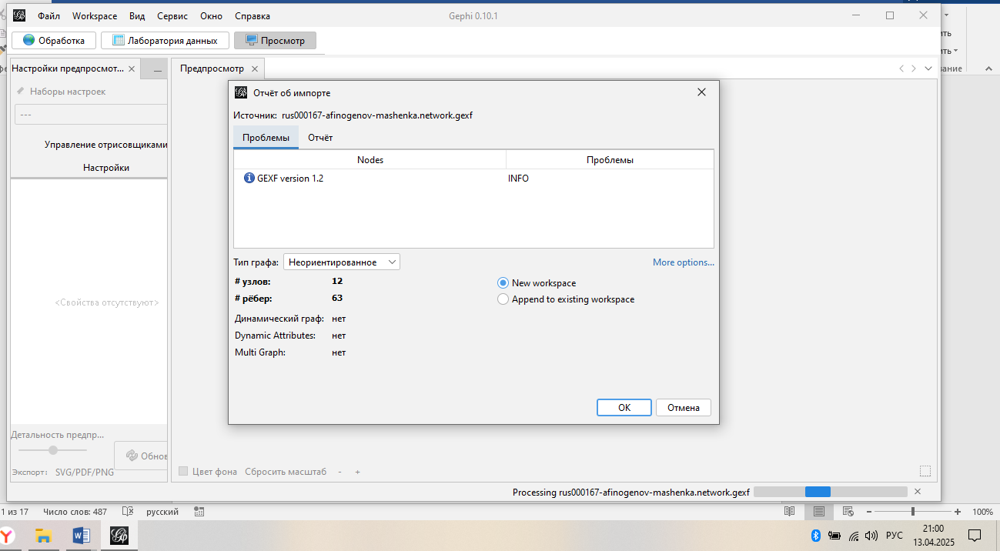 Файл Workspace Вид Сервис Окно Справка Gephi 0.10.1
Обработка Лаборатория данных Просмотр
Настройки предпросмот... Предпросмотр
Наборы настроек
---
Управление отрисовщиками
Настройки
<Свойства отсутствуют>
Детальность предпр...
Обнов
Экспорт: SVG/PDF/PNG
Отчёт об импорте
Источник: rus000167-afinogenov-mashenka.network.gexf
Проблемы Отчёт
Nodes Проблемы
GEXF version 1.2 INFO
Тип графа: Неориентированное More options...
# узлов: 12 New workspace
# рёбер: 63 Append to existing workspace
Динамический граф: нет
Dynamic Attributes: нет
Multi Graph: нет
OK Отмена
Цвет фона Сбросить масштаб - +
Processing rus000167-afinogenov-mashenka.network.gexf
1 из 17 Число слов: 487 русский 100%
РУС 21:00
13.04.2025